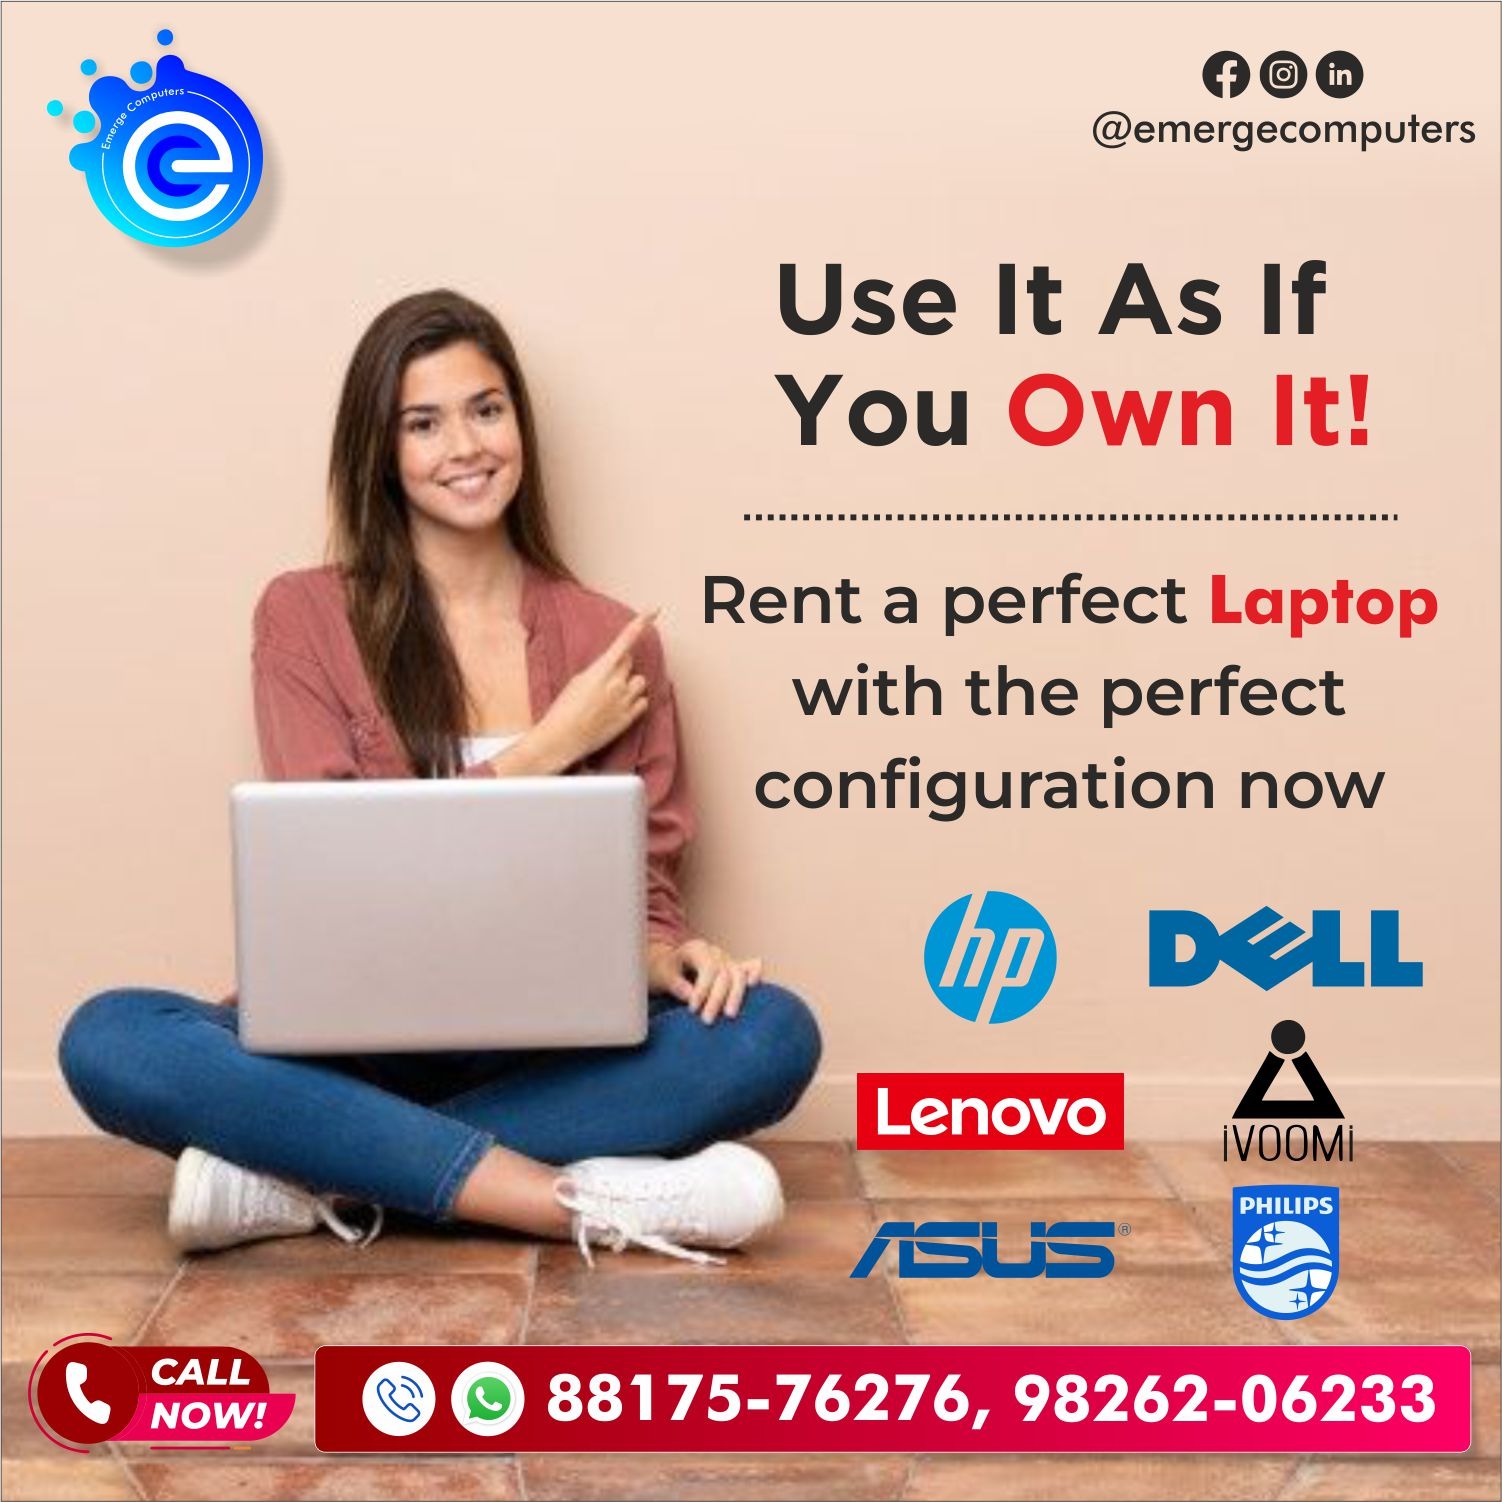 Emerge Computers
@emergecomputers
Use It As If
You Own It!
Rent a perfect Laptop
with the perfect
configuration now
hp
DELL
Lenovo
iVOOMi
ASUS®
PHILIPS
CALL
NOW!
88175-76276, 98262-06233